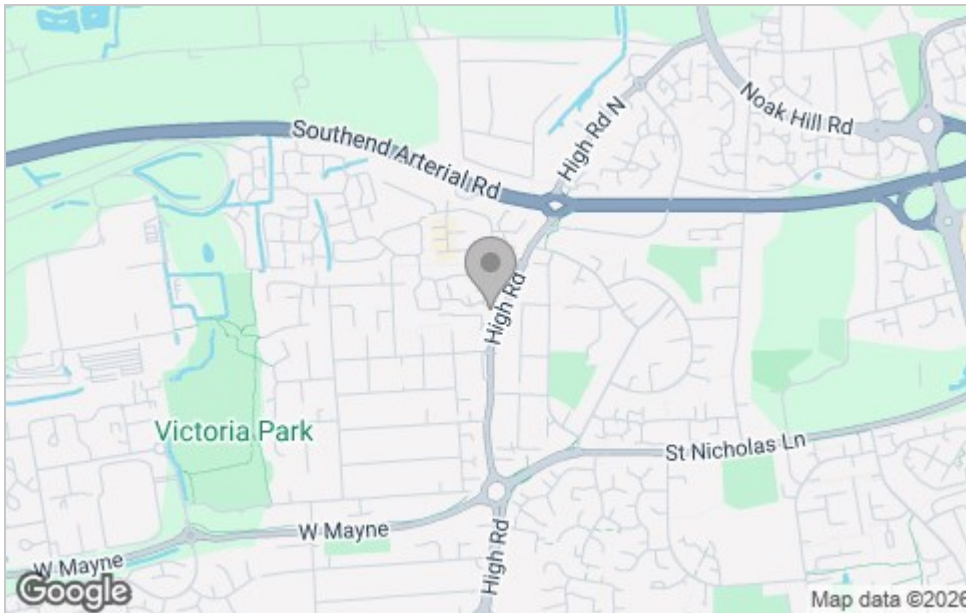 Noak Hill Rd
High Rd N
Southend Arterial Rd
High Rd
Victoria Park
St Nicholas Ln
W Mayne
High Rd
W Mayne
Google
Map data ©2026